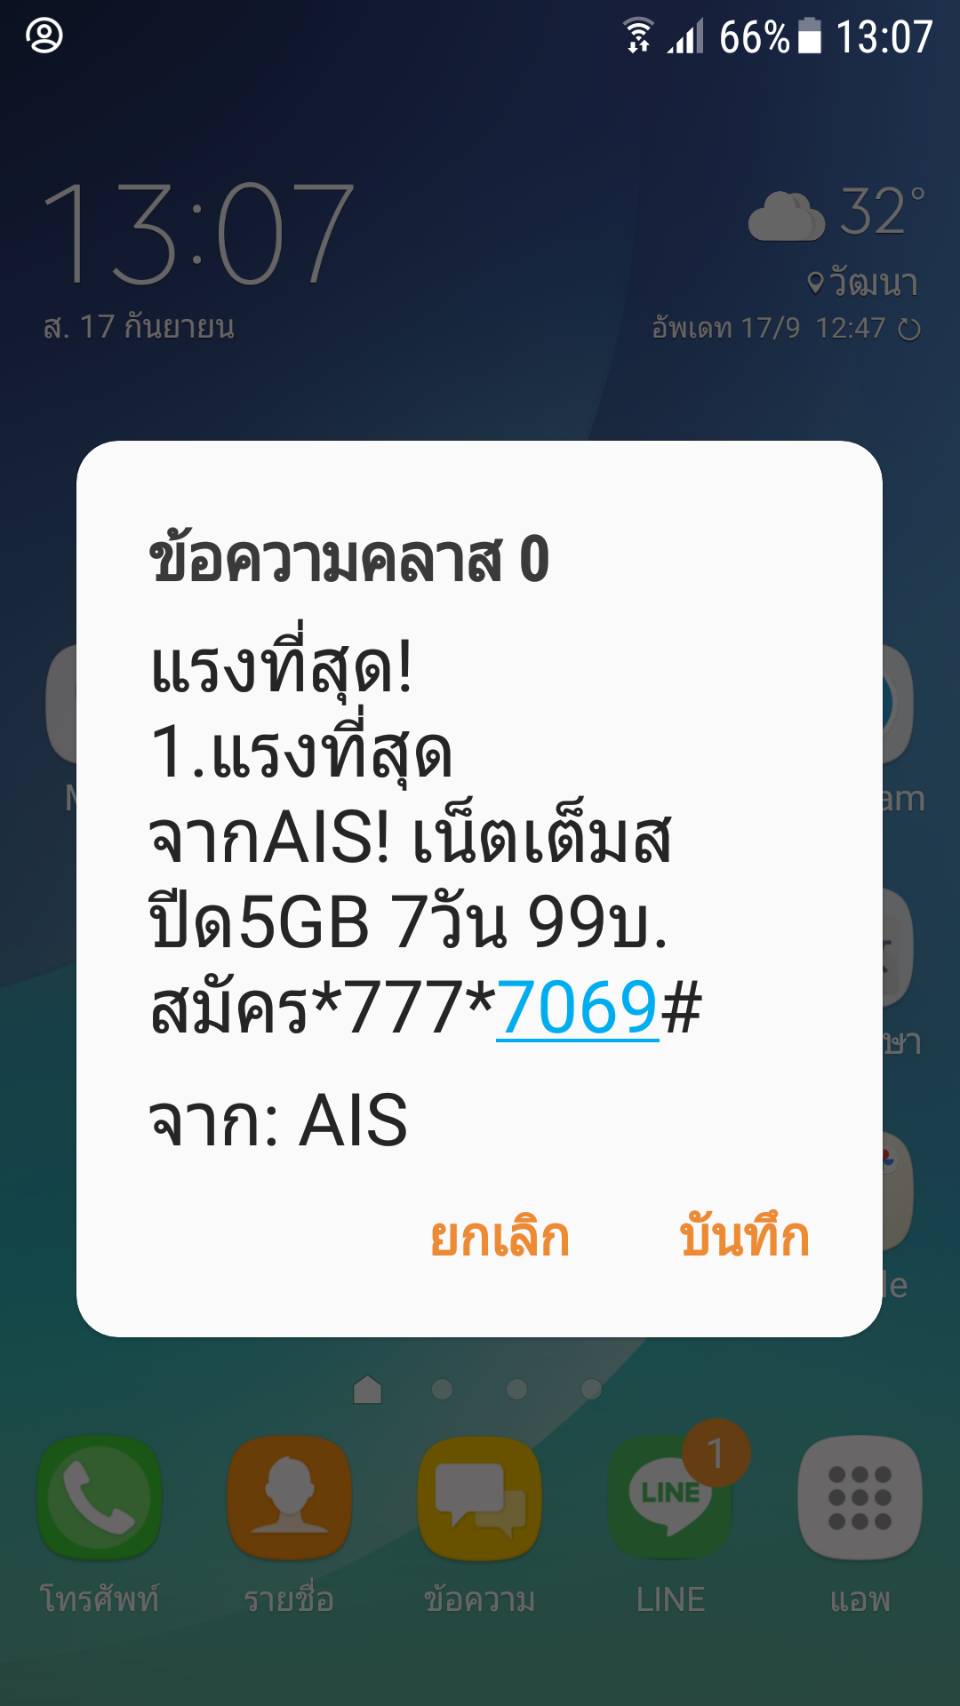 66% 13:07
13:07
32°
วัฒนา
ส. 17 กันยายน
อัพเดท 17/9 12:47
ข้อความคลาส 0
แรงที่สุด!
1.แรงที่สุด
จากAIS! เน็ตเต็มส
ปีด5GB 7วัน 99บ.
สมัคร*777*7069#
จาก: AIS
ยกเลิก บันทึก
1
LINE
โทรศัพท์ รายชื่อ ข้อความ LINE แอพ